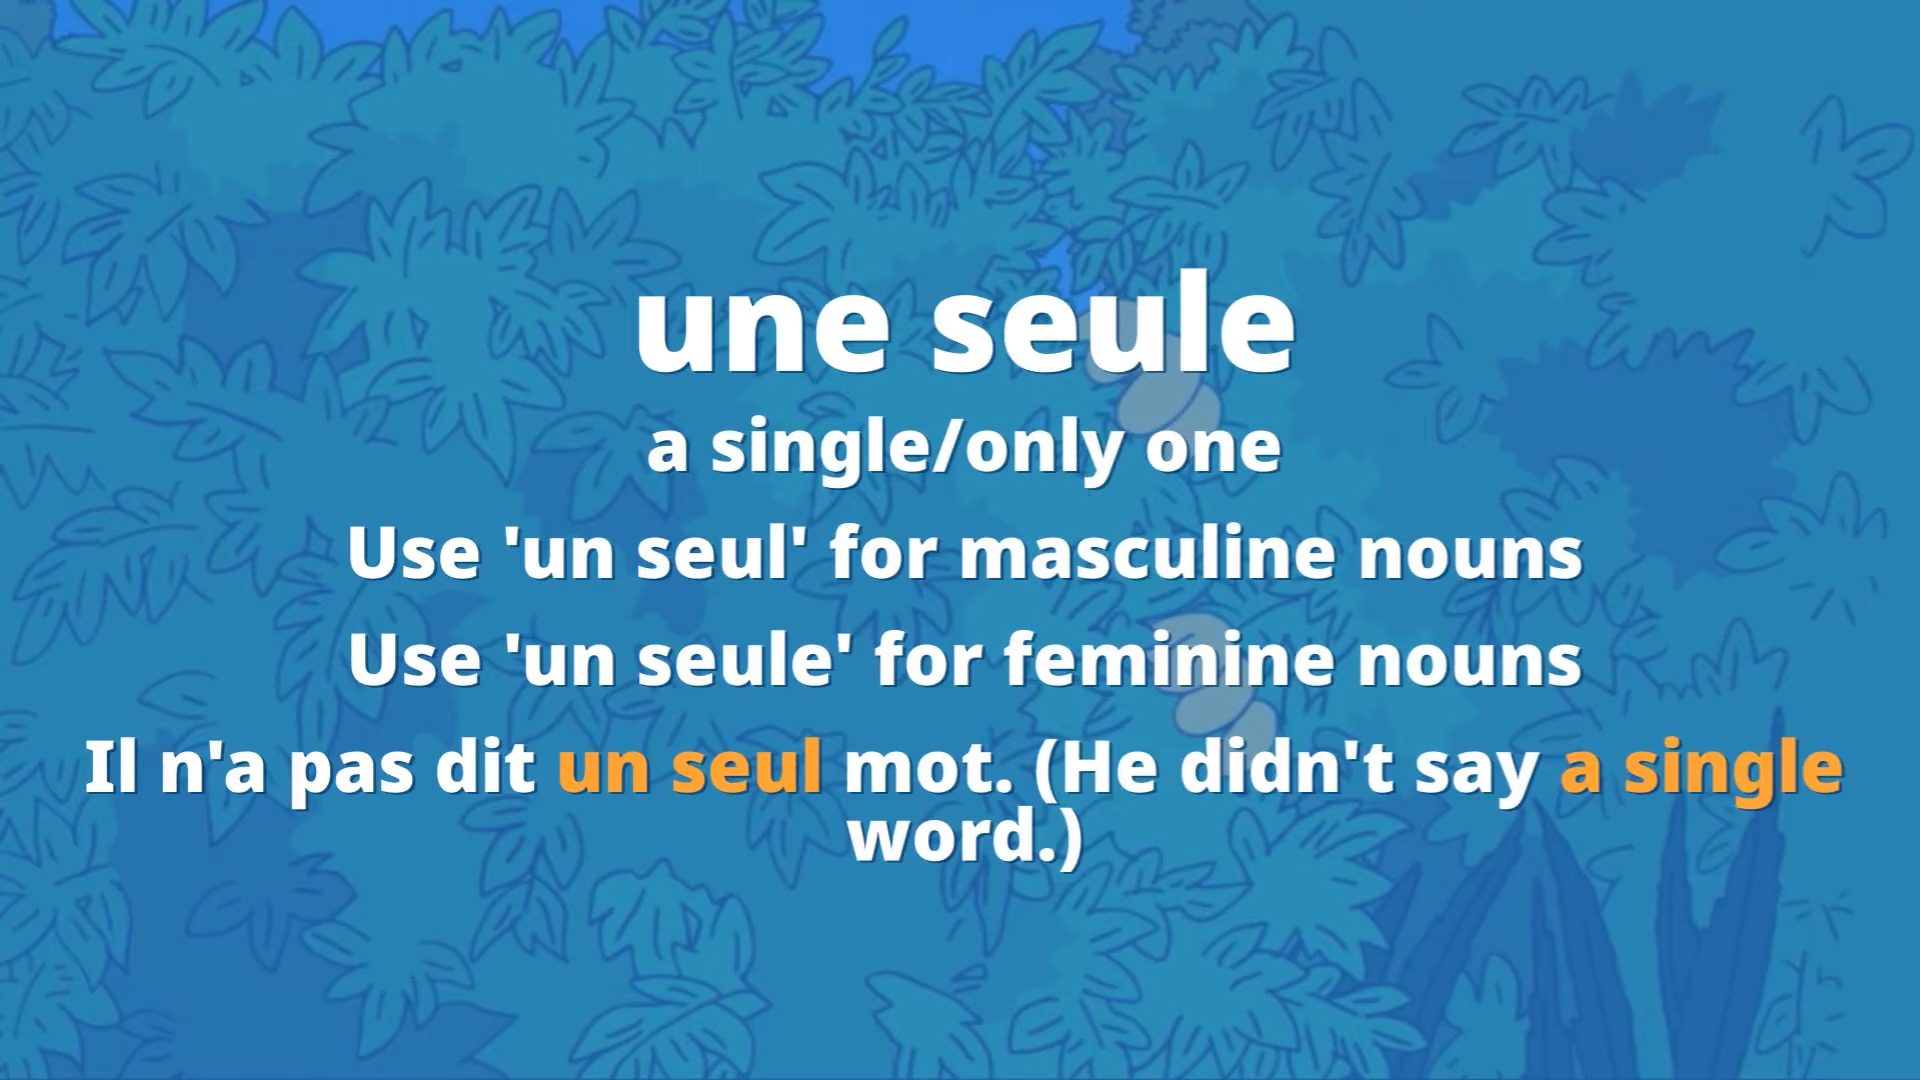 une seule
a single/only one
Use 'un seul' for masculine nouns
Use 'un seule' for feminine nouns
Il n'a pas dit un seul mot. (He didn't say a single
word.)